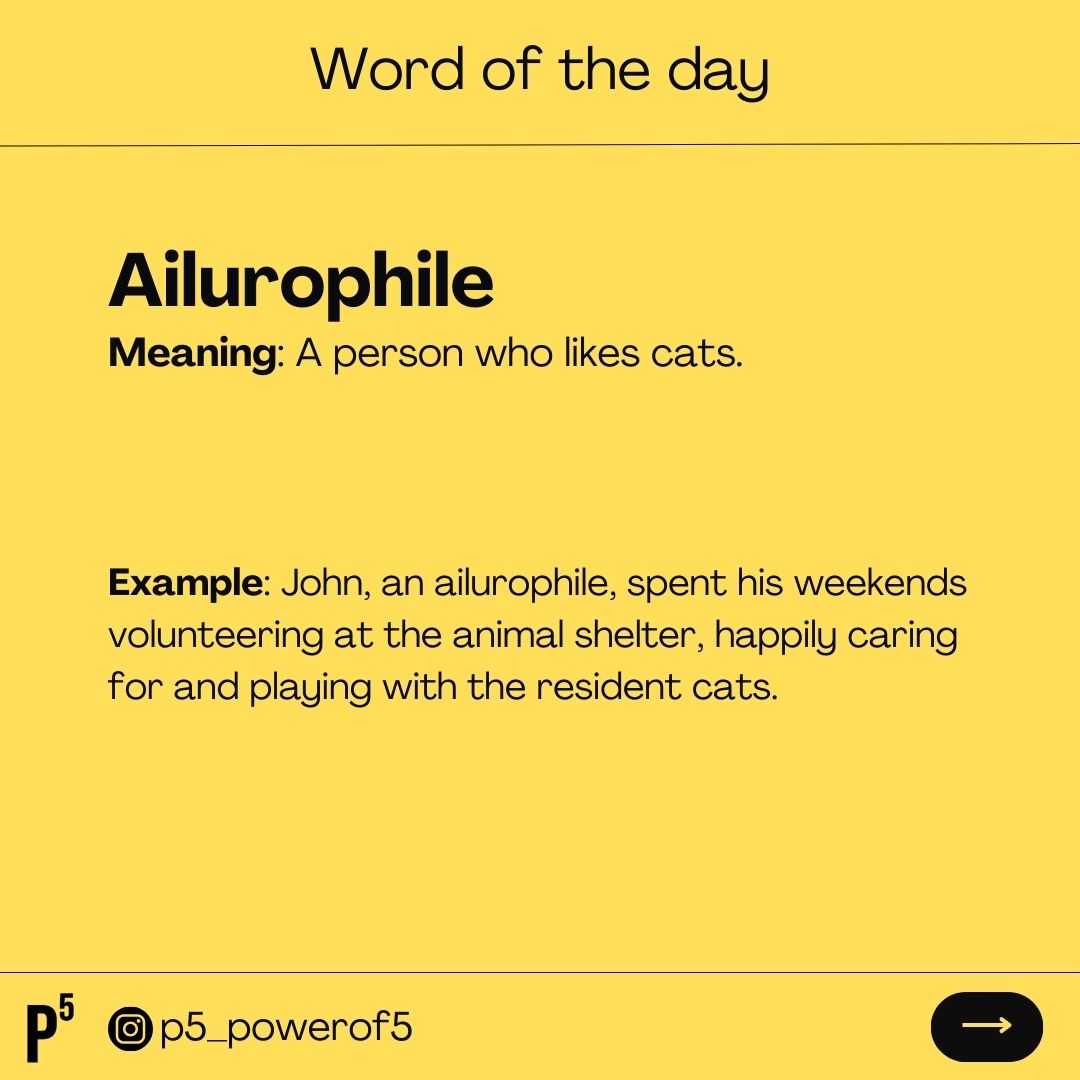 Word of the day
Ailurophile
Meaning: A person who likes cats.
Example: John, an ailurophile, spent his weekends
volunteering at the animal shelter, happily caring
for and playing with the resident cats.
P⁵ p5_powerof5